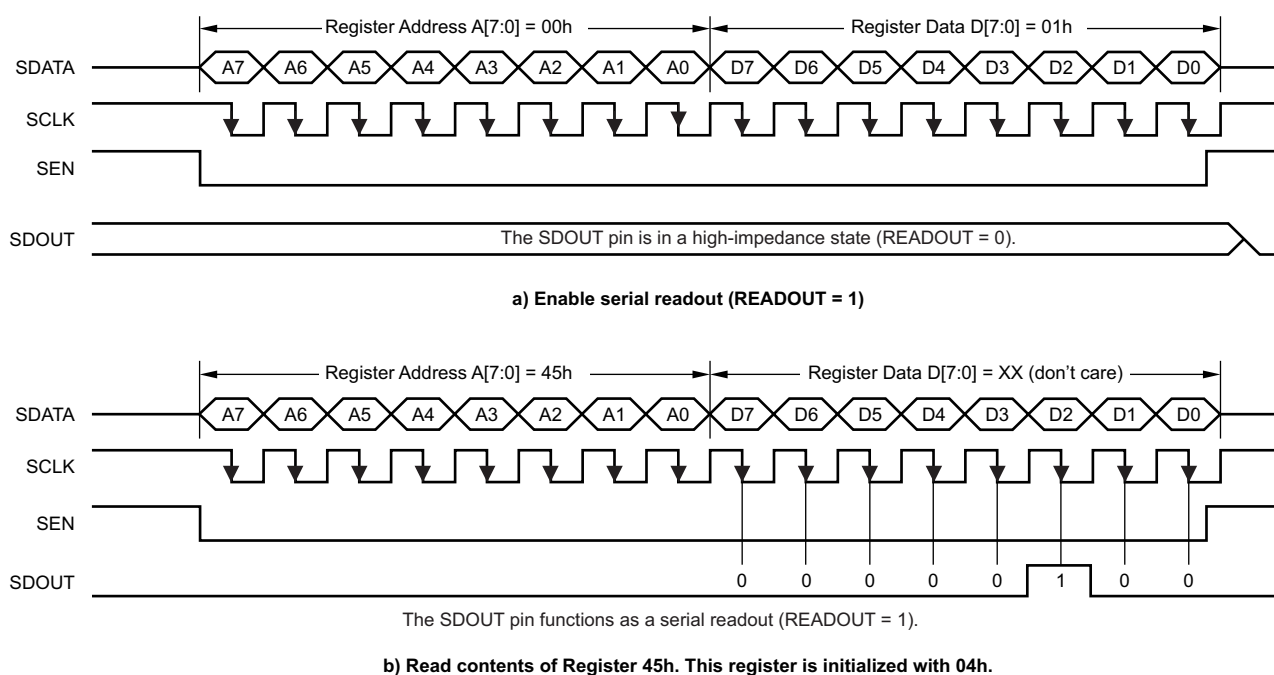 Register Address A[7:0] = 00h Register Data D[7:0] = 01h
SDATA A7 A6 A5 A4 A3 A2 A1 A0 D7 D6 D5 D4 D3 D2 D1 D0
SCLK
SEN
SDOUT The SDOUT pin is in a high-impedance state (READOUT = 0).
a) Enable serial readout (READOUT = 1)
Register Address A[7:0] = 45h Register Data D[7:0] = XX (don't care)
SDATA A7 A6 A5 A4 A3 A2 A1 A0 D7 D6 D5 D4 D3 D2 D1 D0
SCLK
SEN
SDOUT 0 0 0 0 0 1 0 0
The SDOUT pin functions as a serial readout (READOUT = 1).
b) Read contents of Register 45h. This register is initialized with 04h.